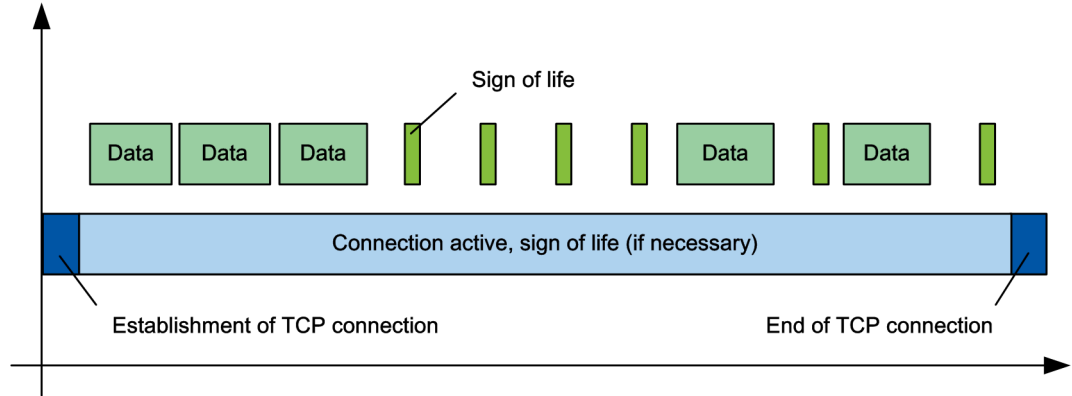 Sign of life
Data Data Data Data Data
Connection active, sign of life (if necessary)
Establishment of TCP connection
End of TCP connection